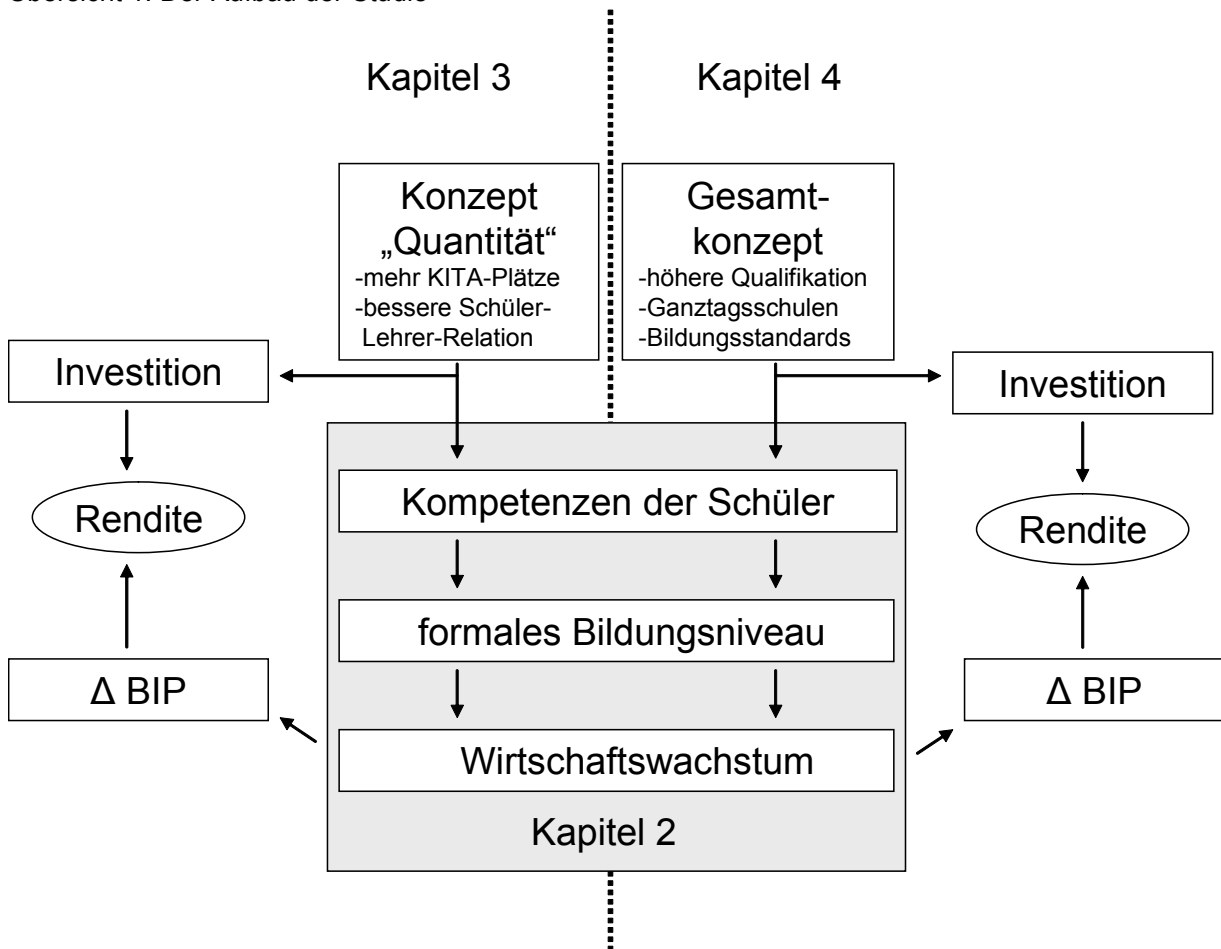 Kapitel 3
Kapitel 4
Konzept
„Quantität“
-mehr KITA-Plätze
-bessere Schüler-
Lehrer-Relation
Gesamt-
konzept
-höhere Qualifikation
-Ganztagsschulen
-Bildungsstandards
Investition
Investition
Kompetenzen der Schüler
Rendite
Rendite
formales Bildungsniveau
Δ BIP
Δ BIP
Wirtschaftswachstum
Kapitel 2